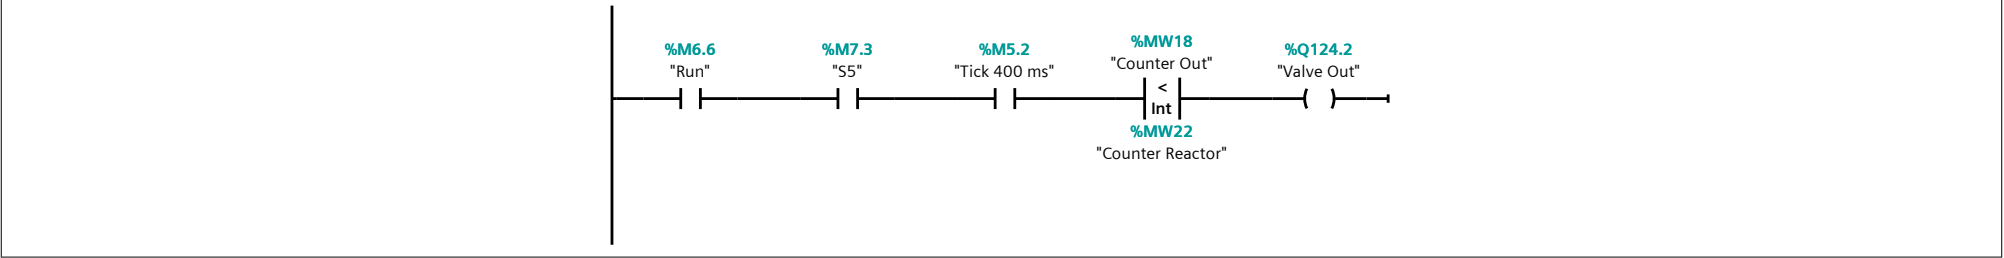 %M6.6
"Run"
%M7.3
"S5"
%M5.2
"Tick 400 ms"
%MW18
"Counter Out"
<
Int
%MW22
"Counter Reactor"
%Q124.2
"Valve Out"